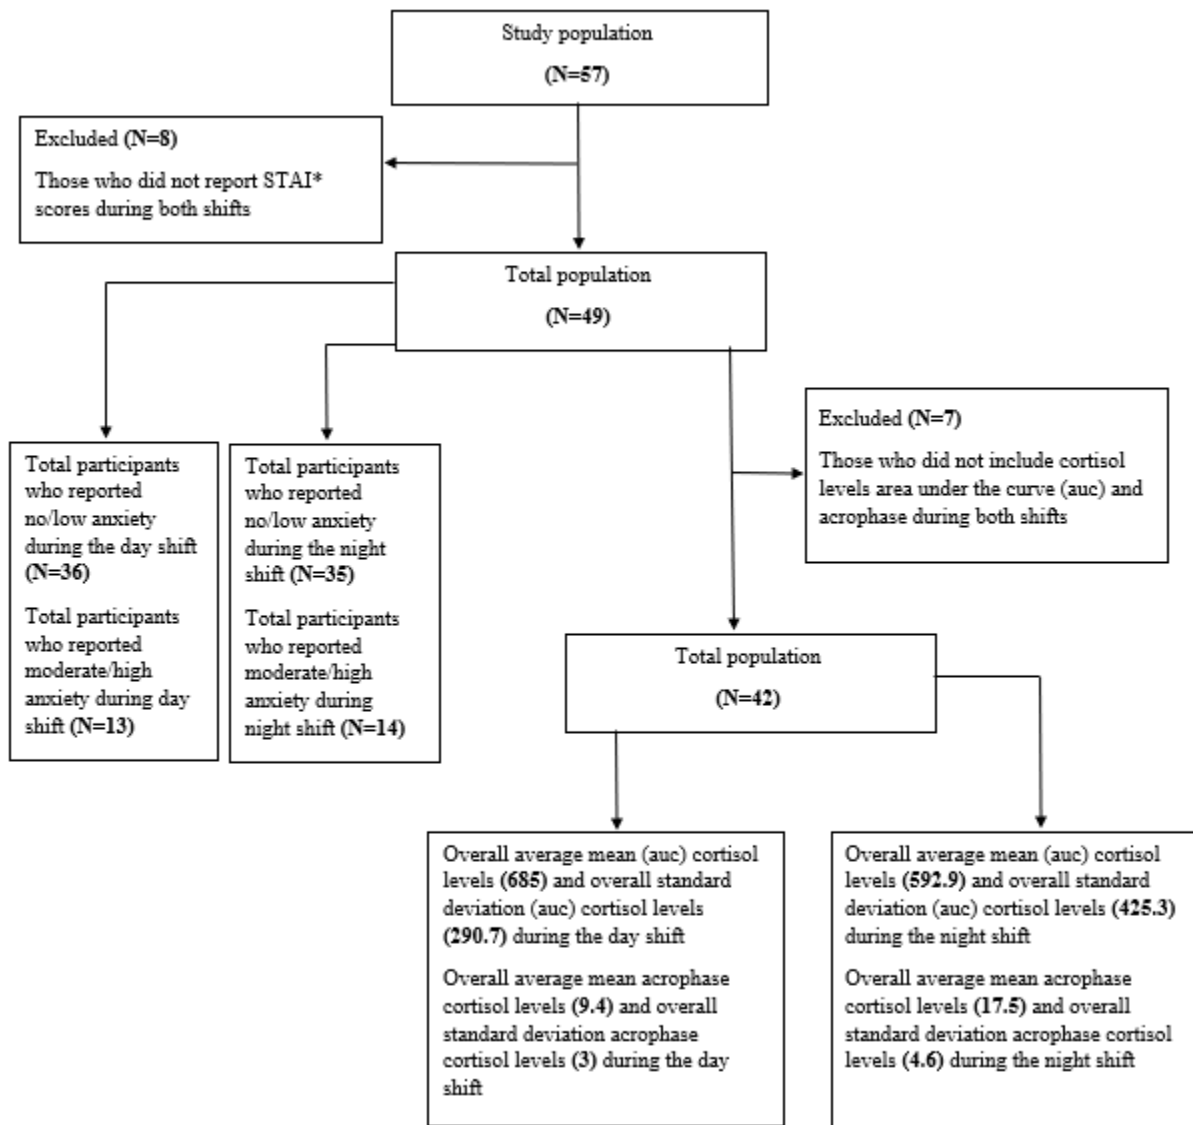 Study population
(N=57)
Excluded (N=8)
Those who did not report STAI*
scores during both shifts
Total population
(N=49)
Excluded (N=7)
Those who did not include cortisol
levels area under the curve (auc) and
acrophase during both shifts
Total participants
who reported
no/low anxiety
during the day shift
(N=36)
Total participants
who reported
moderate/high
anxiety during day
shift (N=13)
Total participants
who reported
no/low anxiety
during the night
shift (N=35)
Total participants
who reported
moderate/high
anxiety during
night shift (N=14)
Total population
(N=42)
Overall average mean (auc) cortisol
levels (685) and overall standard
deviation (auc) cortisol levels
(290.7) during the day shift
Overall average mean acrophase
cortisol levels (9.4) and overall
standard deviation acrophase
cortisol levels (3) during the day
shift
Overall average mean (auc) cortisol
levels (592.9) and overall standard
deviation (auc) cortisol levels (425.3)
during the night shift
Overall average mean acrophase
cortisol levels (17.5) and overall
standard deviation acrophase cortisol
levels (4.6) during the night shift